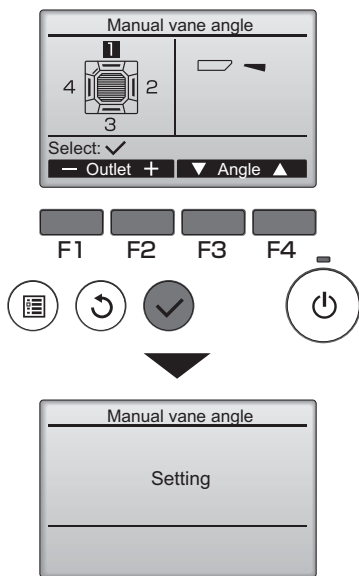 Manual vane angle
1
4 2
3
Select: ✓
− Outlet + ▼ Angle ▲
F1 F2 F3 F4
Manual vane angle
Setting